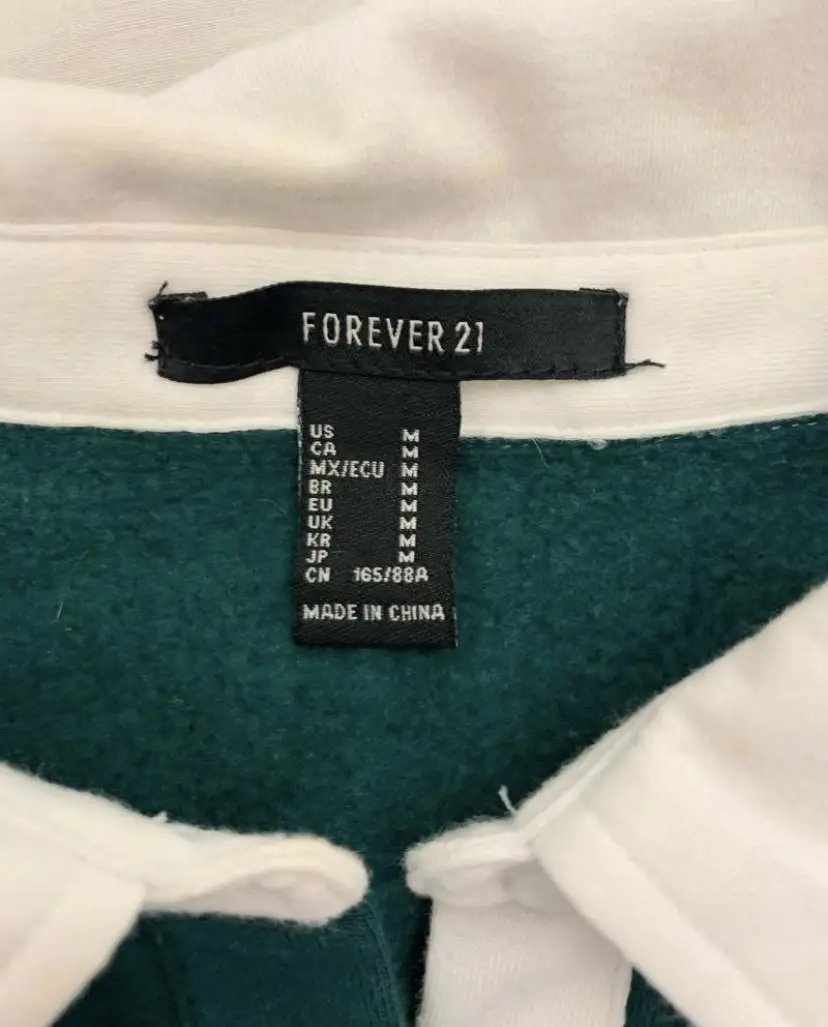 FOREVER 21
US M
CA M
MX/ECU M
BR M
EU M
UK M
KR M
JP M
CN 165/88A
MADE IN CHINA